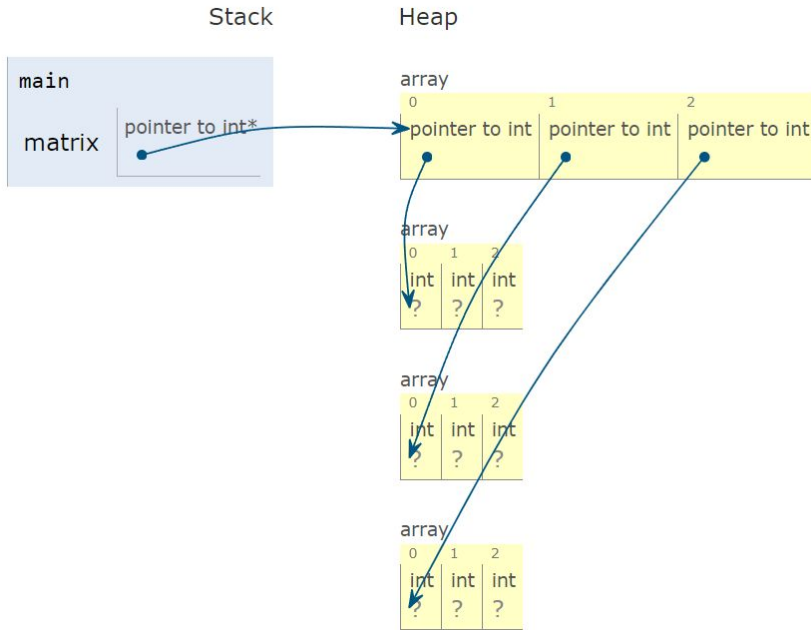 Stack Heap
main
matrix
pointer to int*
array
0 1 2
pointer to int pointer to int pointer to int
array
0 1 2
int int int
? ? ?
array
0 1 2
int int int
? ? ?
array
0 1 2
int int int
? ? ?